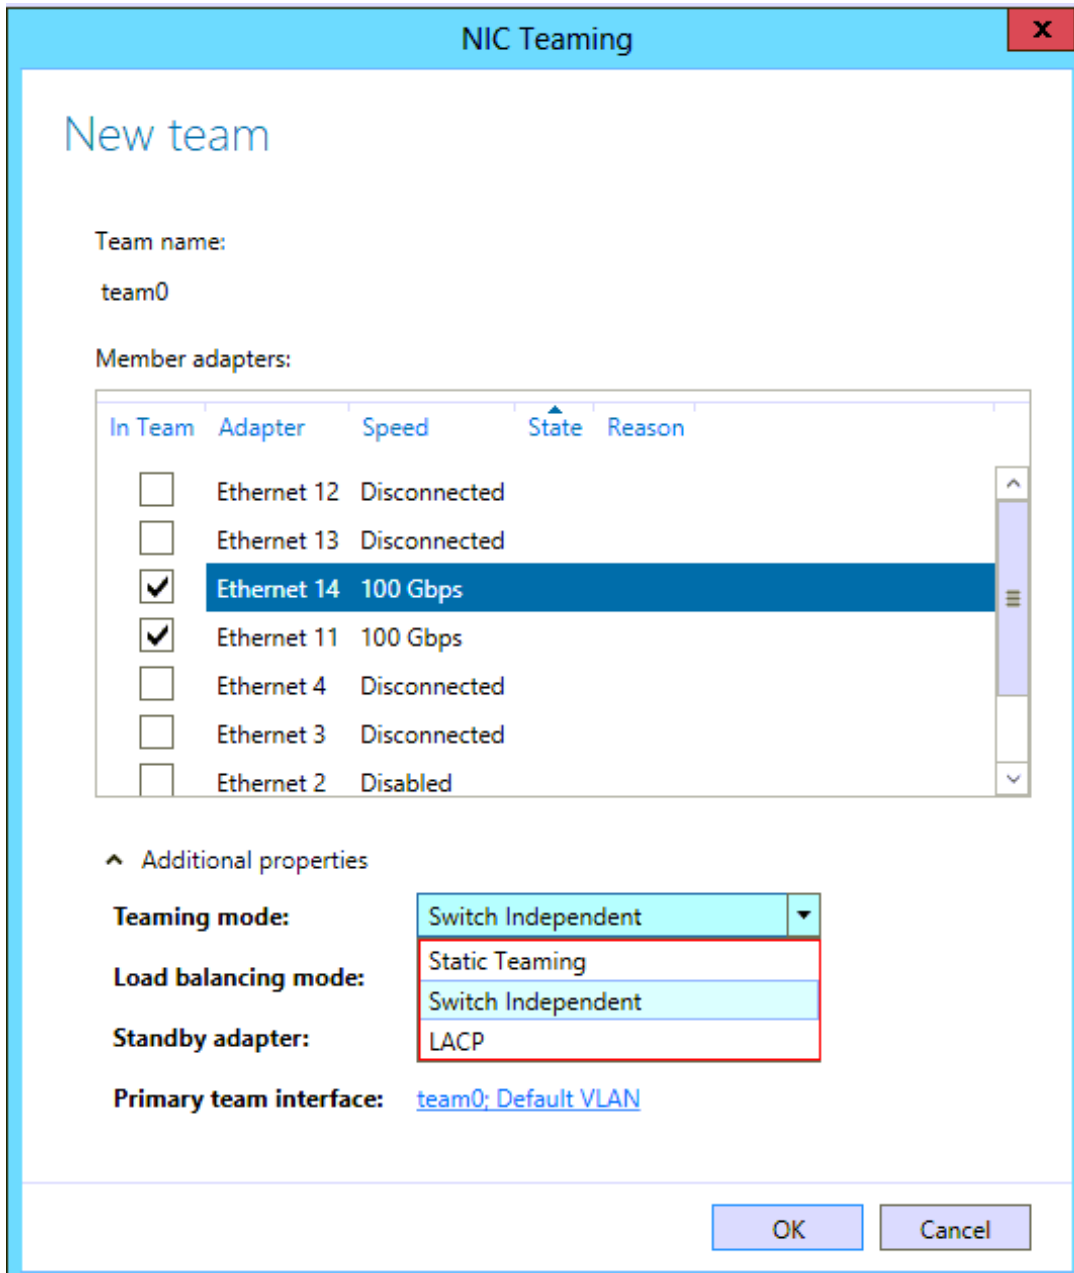 NIC Teaming
x
New team
Team name:
team0
Member adapters:
In Team Adapter Speed State Reason
Ethernet 12 Disconnected
Ethernet 13 Disconnected
Ethernet 14 100 Gbps
Ethernet 11 100 Gbps
Ethernet 4 Disconnected
Ethernet 3 Disconnected
Ethernet 2 Disabled
Additional properties
Teaming mode: Switch Independent
Static Teaming
Load balancing mode:
Switch Independent
Standby adapter: LACP
Primary team interface: team0; Default VLAN
OK Cancel